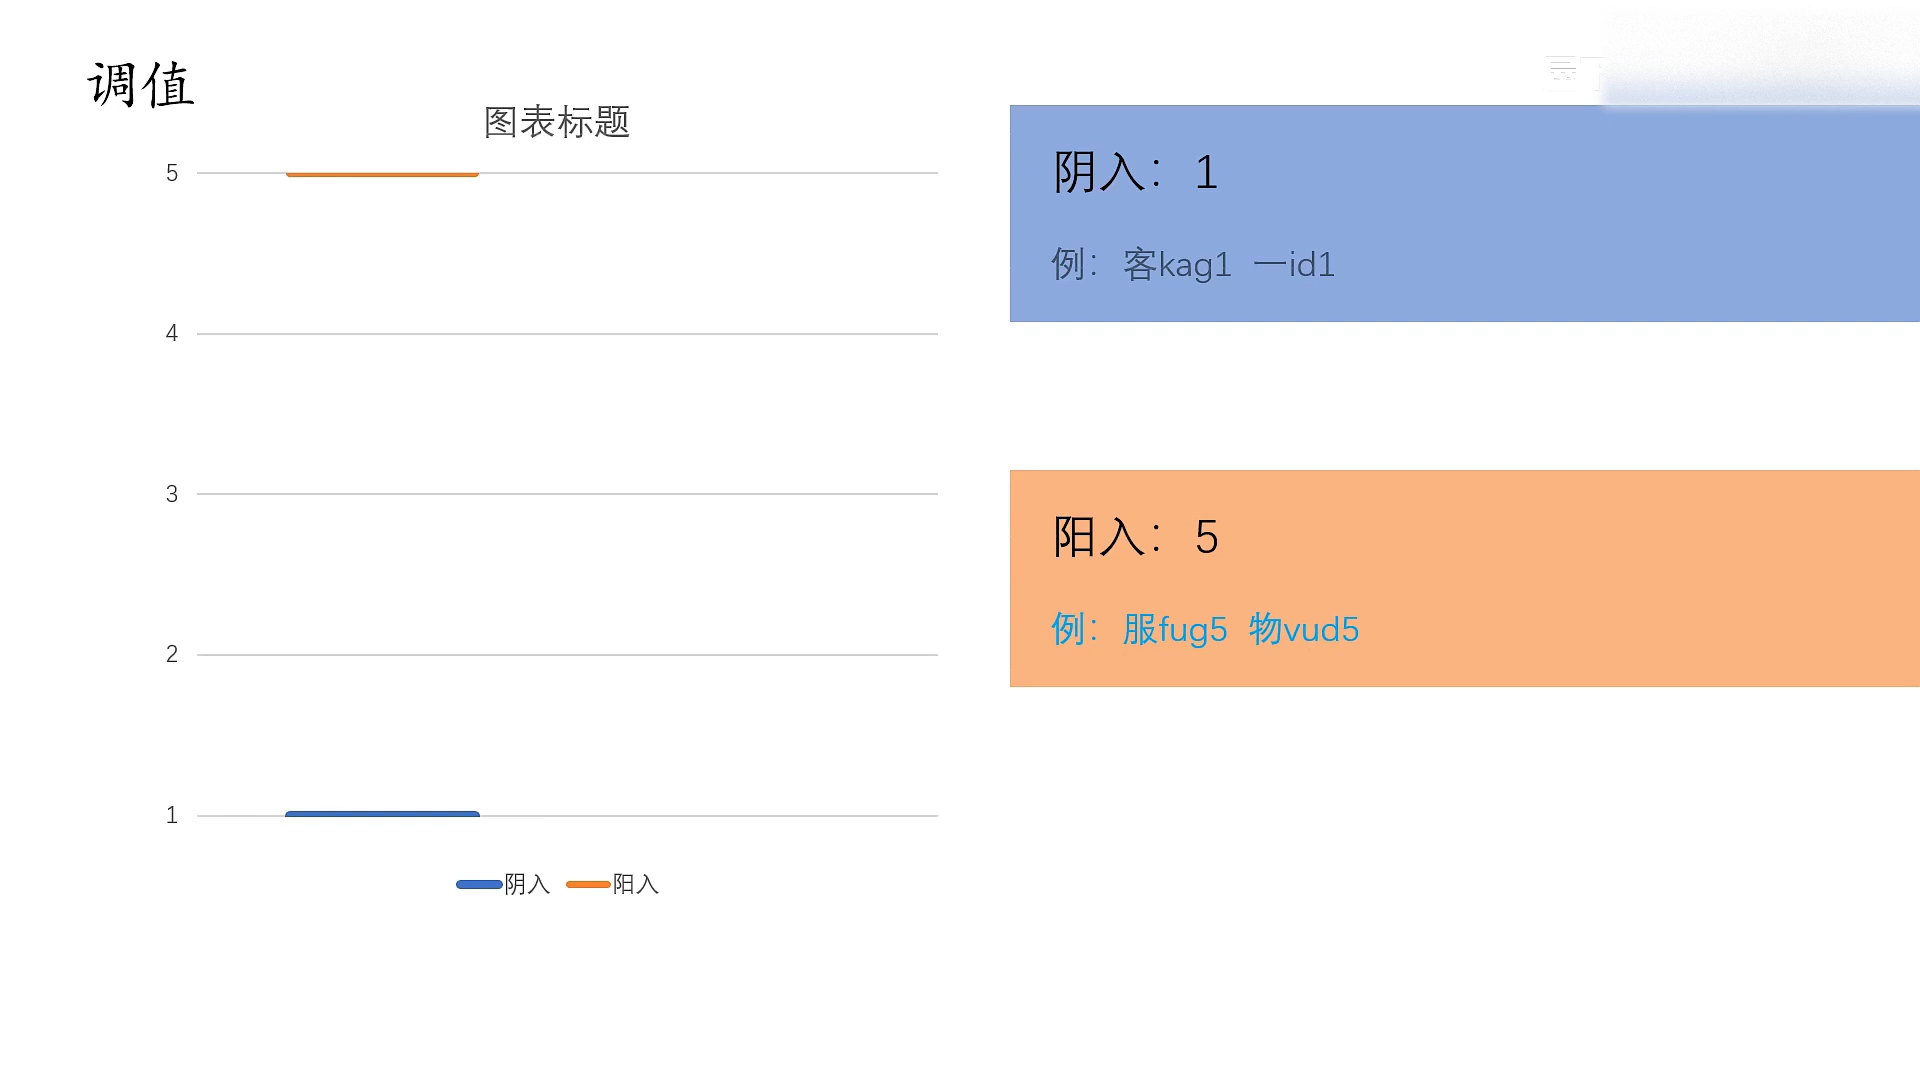 调值
图表标题
5
4
3
2
1
阴入 阳入
阴入： 1
例： 客kag1 一id1
阳入： 5
例： 服fug5 物vud5